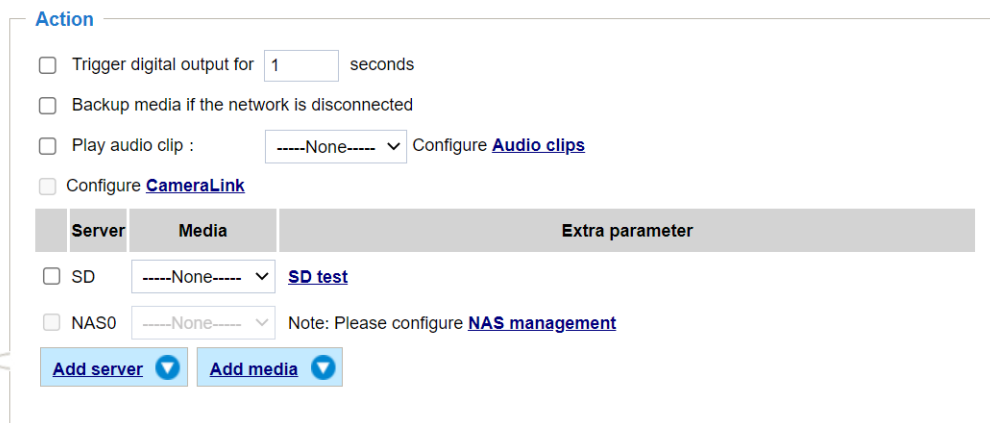 Action
Trigger digital output for 1 seconds
Backup media if the network is disconnected
Play audio clip : -----None----- Configure Audio clips
Configure CameraLink
Server Media Extra parameter
SD -----None----- SD test
NAS0 -----None----- Note: Please configure NAS management
Add server Add media